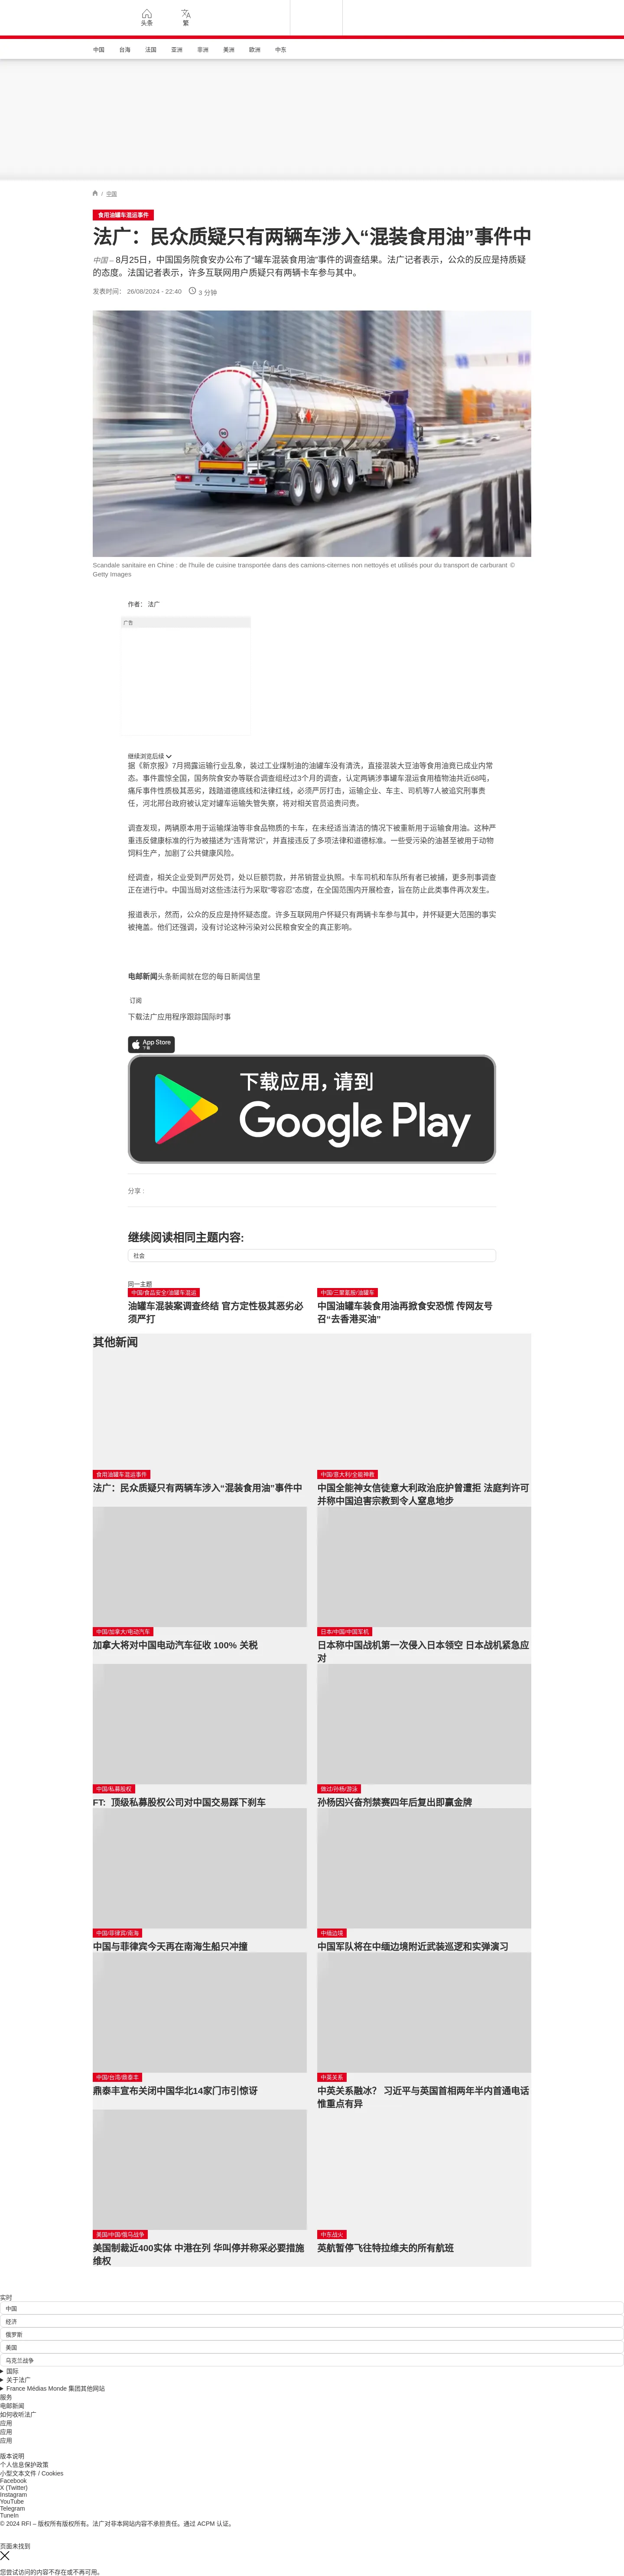 头条
繁
中国
台海
法国
亚洲
非洲
美洲
欧洲
中东
/ 中国
食用油罐车混运事件
法广：民众质疑只有两辆车涉入“混装食用油”事件中
中国 – 8月25日，中国国务院食安办公布了“罐车混装食用油”事件的调查结果。法广记者表示，公众的反应是持质疑
的态度。法国记者表示，许多互联网用户质疑只有两辆卡车参与其中。
发表时间： 26/08/2024 - 22:40
3 分钟
Scandale sanitaire en Chine : de l'huile de cuisine transportée dans des camions-citernes non nettoyés et utilisés pour du transport de carburant ©
Getty Images
作者： 法广
广告
继续浏览后续
据《新京报》7月揭露运输行业乱象，装过工业煤制油的油罐车没有清洗，直接混装大豆油等食用油竟已成业内常
态。事件震惊全国，国务院食安办等联合调查组经过3个月的调查，认定两辆涉事罐车混运食用植物油共近68吨，
痛斥事件性质极其恶劣，践踏道德底线和法律红线，必须严厉打击，运输企业、车主、司机等7人被追究刑事责
任，河北邢台政府被认定对罐车运输失管失察，将对相关官员追责问责。
调查发现，两辆原本用于运输煤油等非食品物质的卡车，在未经适当清洁的情况下被重新用于运输食用油。这种严
重违反健康标准的行为被描述为“违背常识”，并直接违反了多项法律和道德标准。一些受污染的油甚至被用于动物
饲料生产，加剧了公共健康风险。
经调查，相关企业受到严厉处罚，处以巨额罚款，并吊销营业执照。卡车司机和车队所有者已被捕，更多刑事调查
正在进行中。中国当局对这些违法行为采取“零容忍”态度，在全国范围内开展检查，旨在防止此类事件再次发生。
报道表示，然而，公众的反应是持怀疑态度。许多互联网用户怀疑只有两辆卡车参与其中，并怀疑更大范围的事实
被掩盖。他们还强调，没有讨论这种污染对公民粮食安全的真正影响。
电邮新闻头条新闻就在您的每日新闻信里
订阅
下载法广应用程序跟踪国际时事
App Store
下载
下载应用，请到
Google Play
分享 :
继续阅读相同主题内容:
社会
同一主题
中国/食品安全/油罐车混运
油罐车混装案调查终结 官方定性极其恶劣必
须严打
中国/三聚氰胺/油罐车
中国油罐车装食用油再掀食安恐慌 传网友号
召“去香港买油”
其他新闻
食用油罐车混运事件
法广：民众质疑只有两辆车涉入“混装食用油”事件中
中国/意大利/全能神教
中国全能神女信徒意大利政治庇护曾遭拒 法庭判许可
并称中国迫害宗教到令人窒息地步
中国/加拿大/电动汽车
加拿大将对中国电动汽车征收 100% 关税
日本/中国/中国军机
日本称中国战机第一次侵入日本领空 日本战机紧急应
对
中国/私募股权
FT: 顶级私募股权公司对中国交易踩下刹车
做过/孙杨/游泳
孙杨因兴奋剂禁赛四年后复出即赢金牌
中国/菲律宾/南海
中国与菲律宾今天再在南海生船只冲撞
中缅边境
中国军队将在中缅边境附近武装巡逻和实弹演习
中国/台湾/鼎泰丰
鼎泰丰宣布关闭中国华北14家门市引惊讶
中英关系
中英关系融冰? 习近平与英国首相两年半内首通电话
惟重点有异
美国/中国/俄乌战争
美国制裁近400实体 中港在列 华叫停并称采必要措施
维权
中东战火
英航暂停飞往特拉维夫的所有航班
实时
中国
经济
俄罗斯
美国
乌克兰战争
国际
关于法广
France Médias Monde 集团其他网站
服务
电邮新闻
如何收听法广
应用
应用
应用
版本说明
个人信息保护政策
小型文本文件 / Cookies
Facebook
X (Twitter)
Instagram
YouTube
Telegram
TuneIn
© 2024 RFI – 版权所有版权所有。法广对非本网站内容不承担责任。通过 ACPM 认证。
页面未找到
您尝试访问的内容不存在或不再可用。